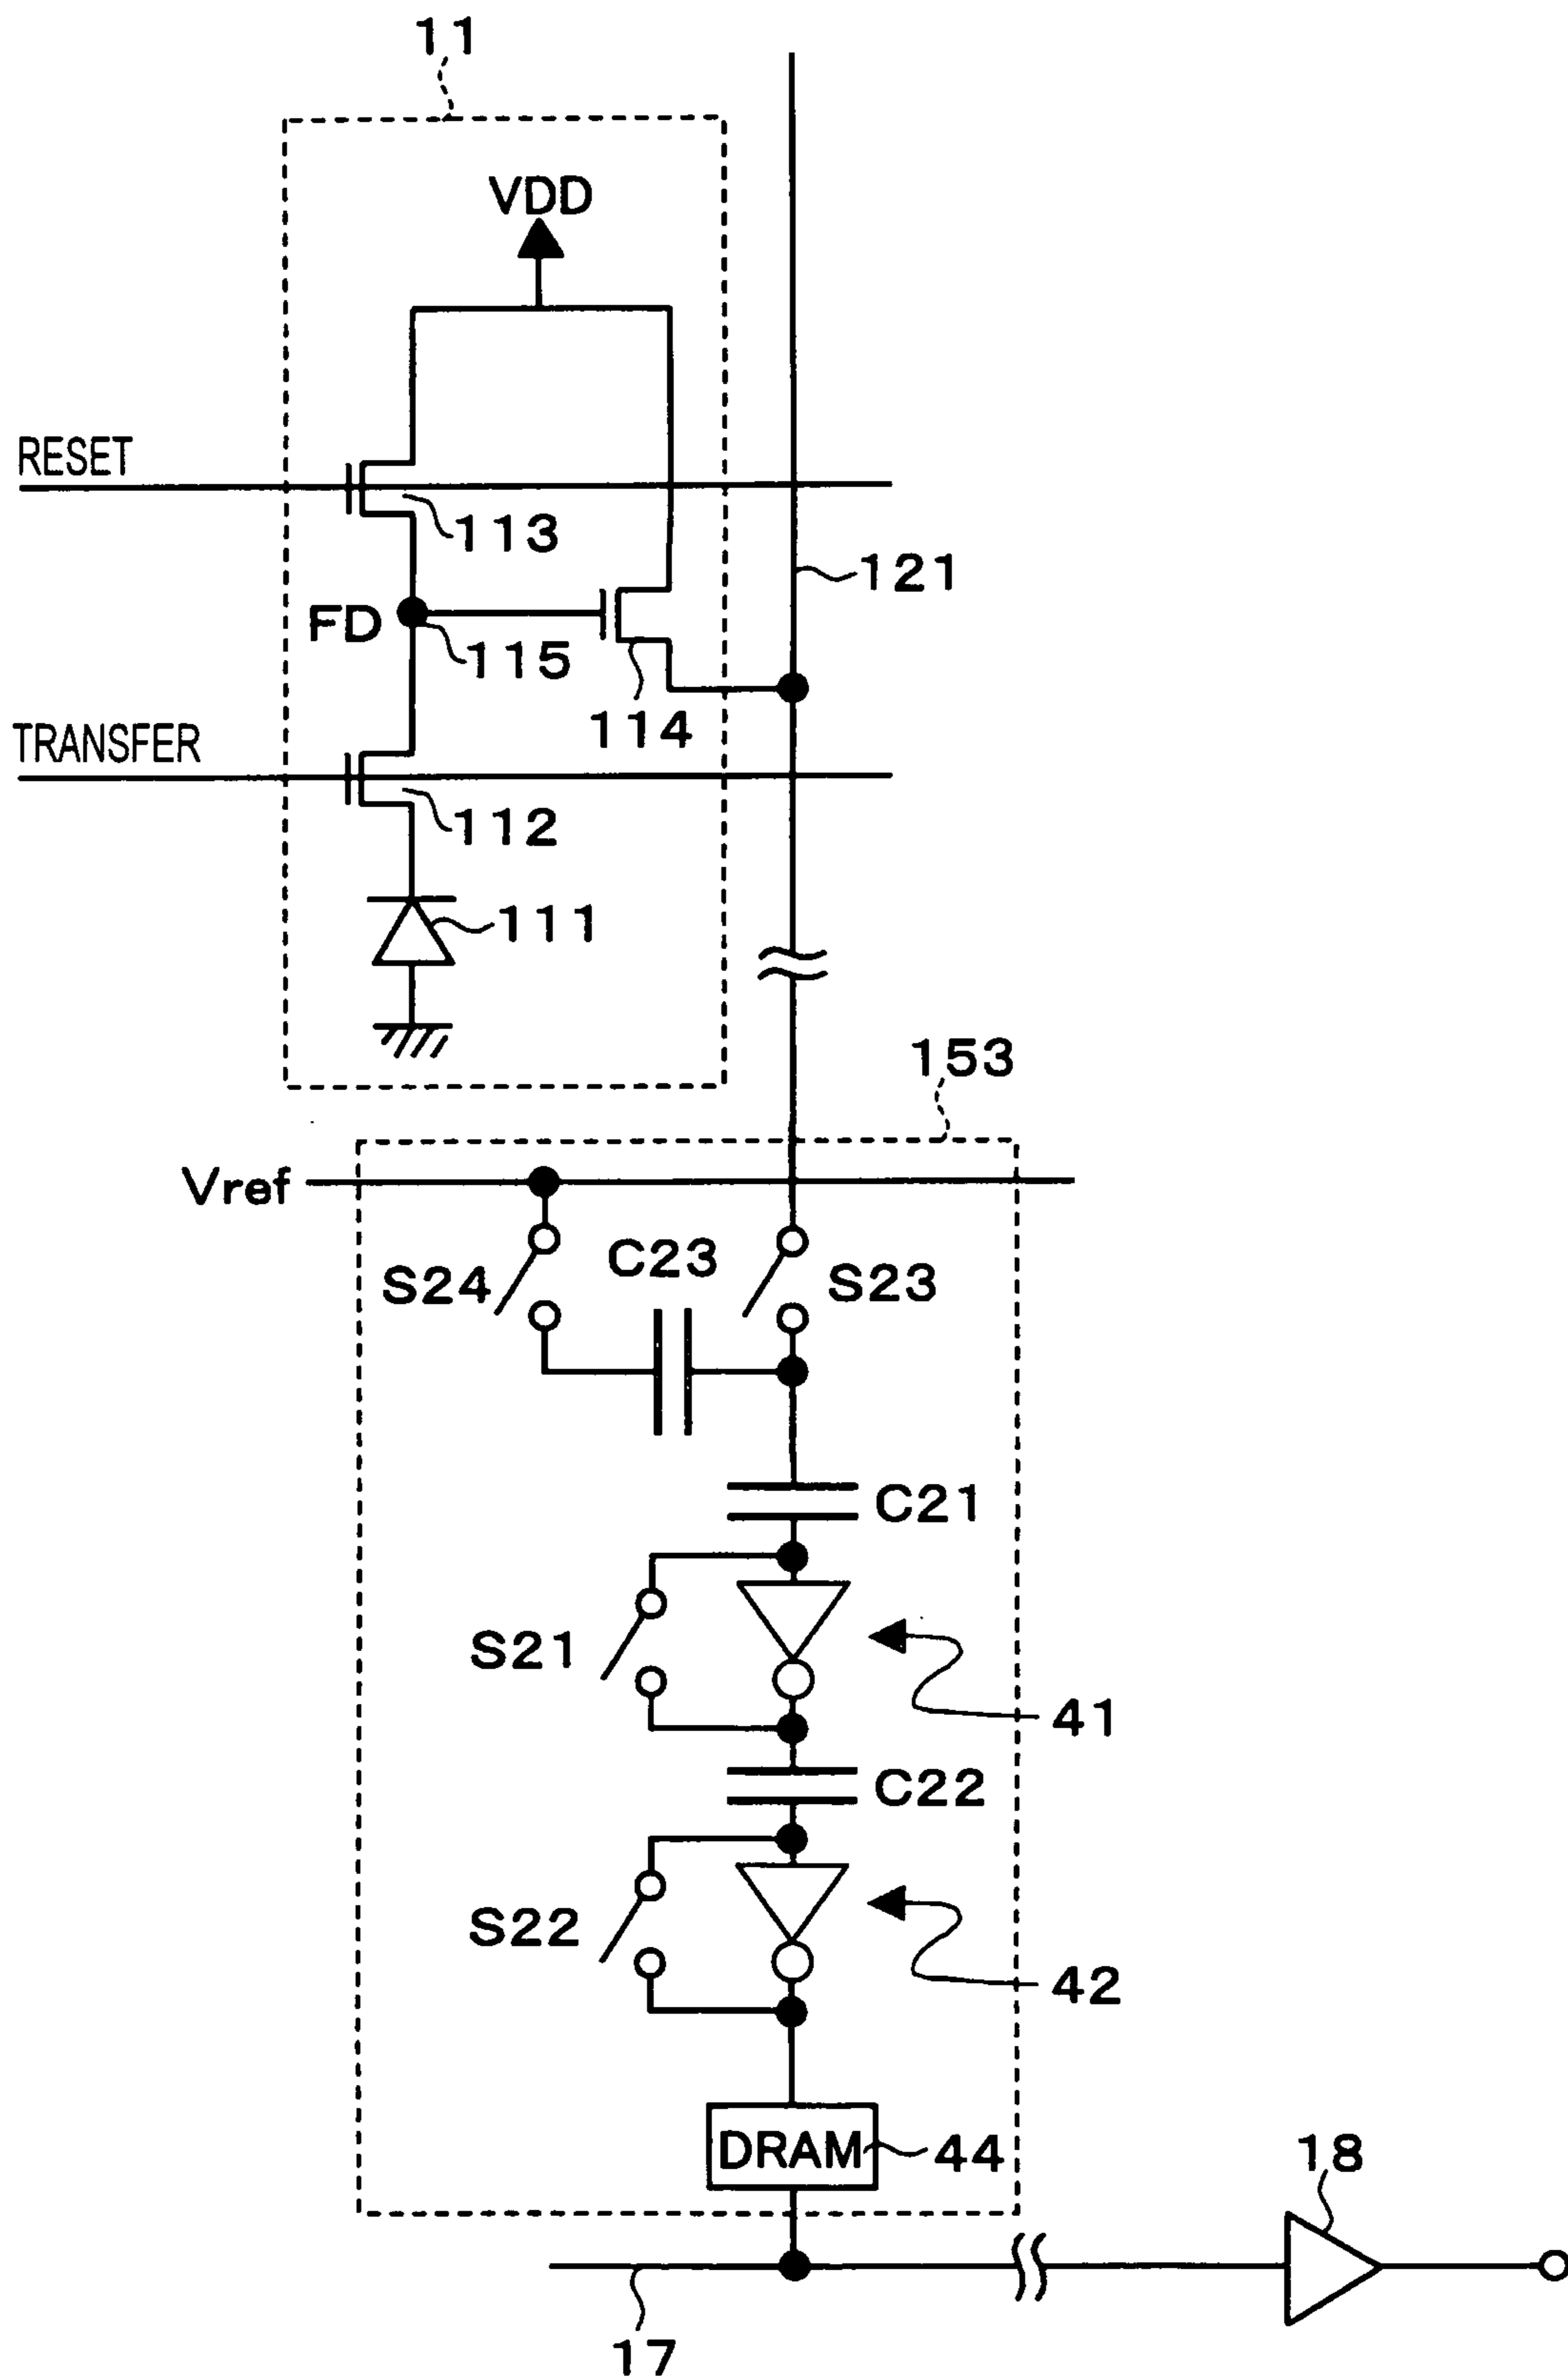 11
VDD
RESET
113
121
FD
115
114
TRANSFER
112
111
153
Vref
C23
S24
S23
C21
S21
41
C22
S22
42
DRAM
44
18
17